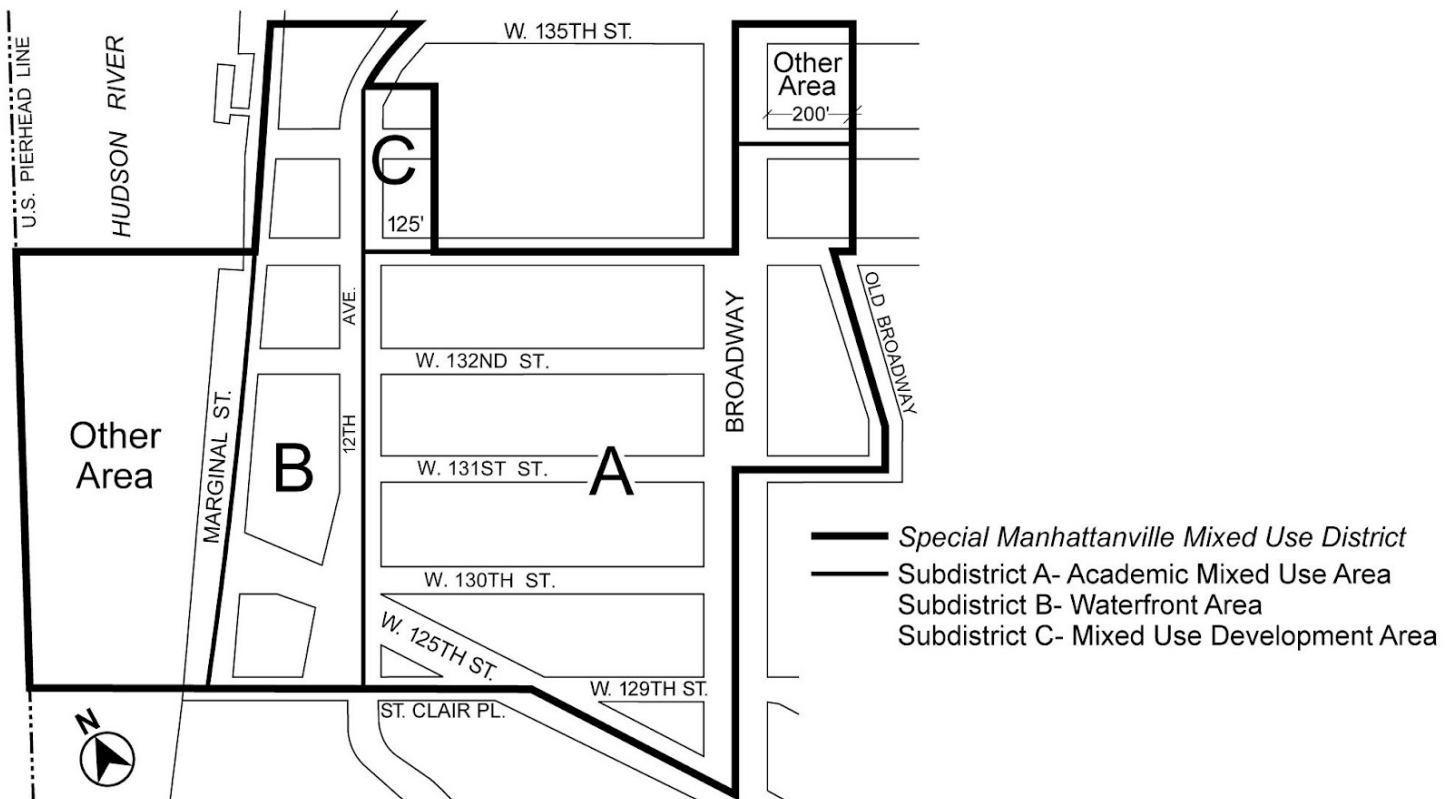 U.S. PIERHEAD LINE
HUDSON RIVER
W. 135TH ST.
Other
Area
200'
C
125'
AVE.
12TH
W. 132ND ST.
BROADWAY
OLD BROADWAY
Other
Area
MARGINAL ST.
B
W. 131ST ST.
A
W. 130TH ST.
W. 125TH ST.
W. 129TH ST.
ST. CLAIR PL.
N
Special Manhattanville Mixed Use District
Subdistrict A- Academic Mixed Use Area
Subdistrict B- Waterfront Area
Subdistrict C- Mixed Use Development Area